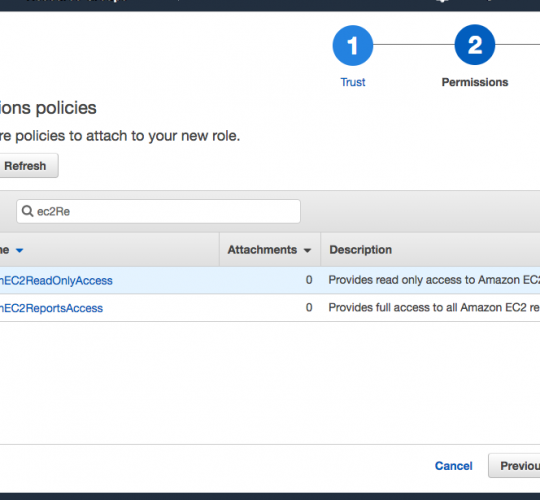 1
2
Trust
Permissions
ions policies
re policies to attach to your new role.
Refresh
ec2Re
ne
Attachments
Description
nEC2ReadOnlyAccess
0
Provides read only access to Amazon EC2
nEC2ReportsAccess
0
Provides full access to all Amazon EC2 re
Cancel
Previou